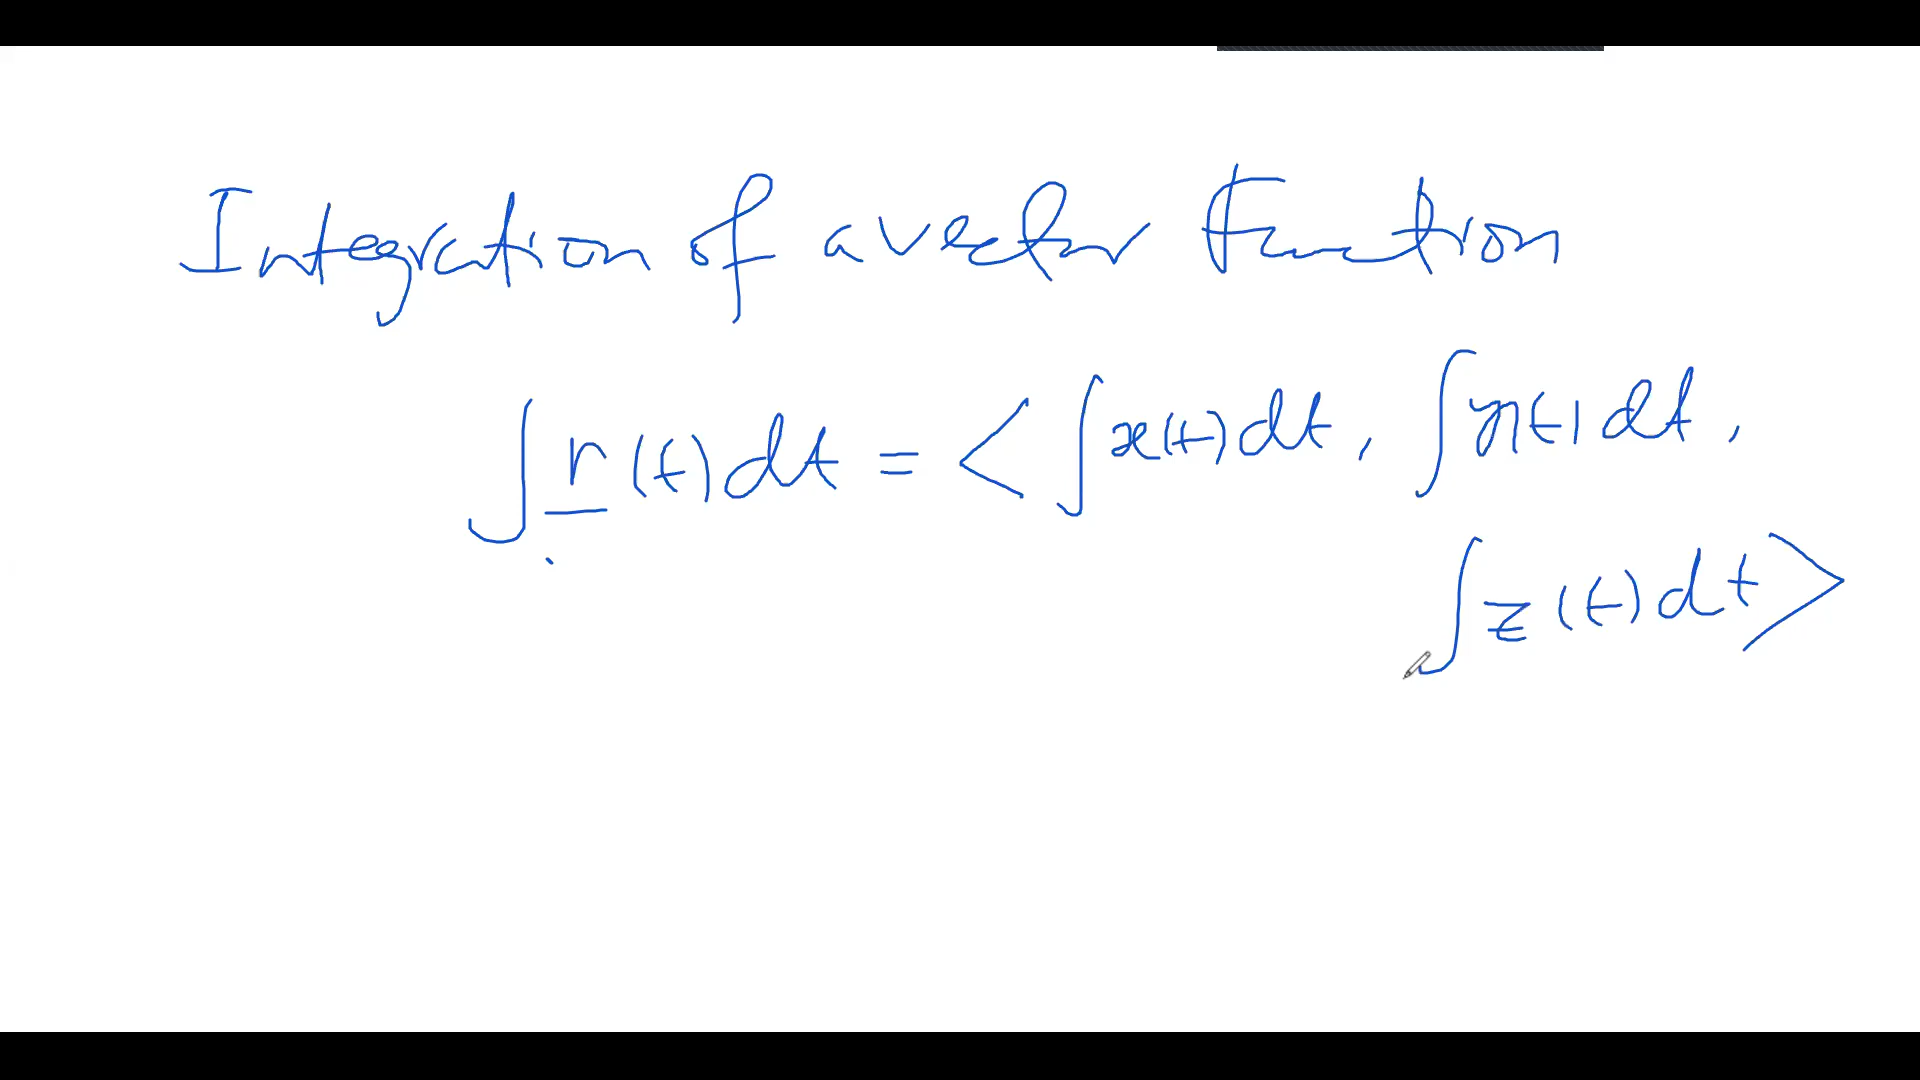 Integration of a vector Function
∫ r(t) dt = < ∫ x(t) dt, ∫ y(t) dt,
∫ z(t) dt >